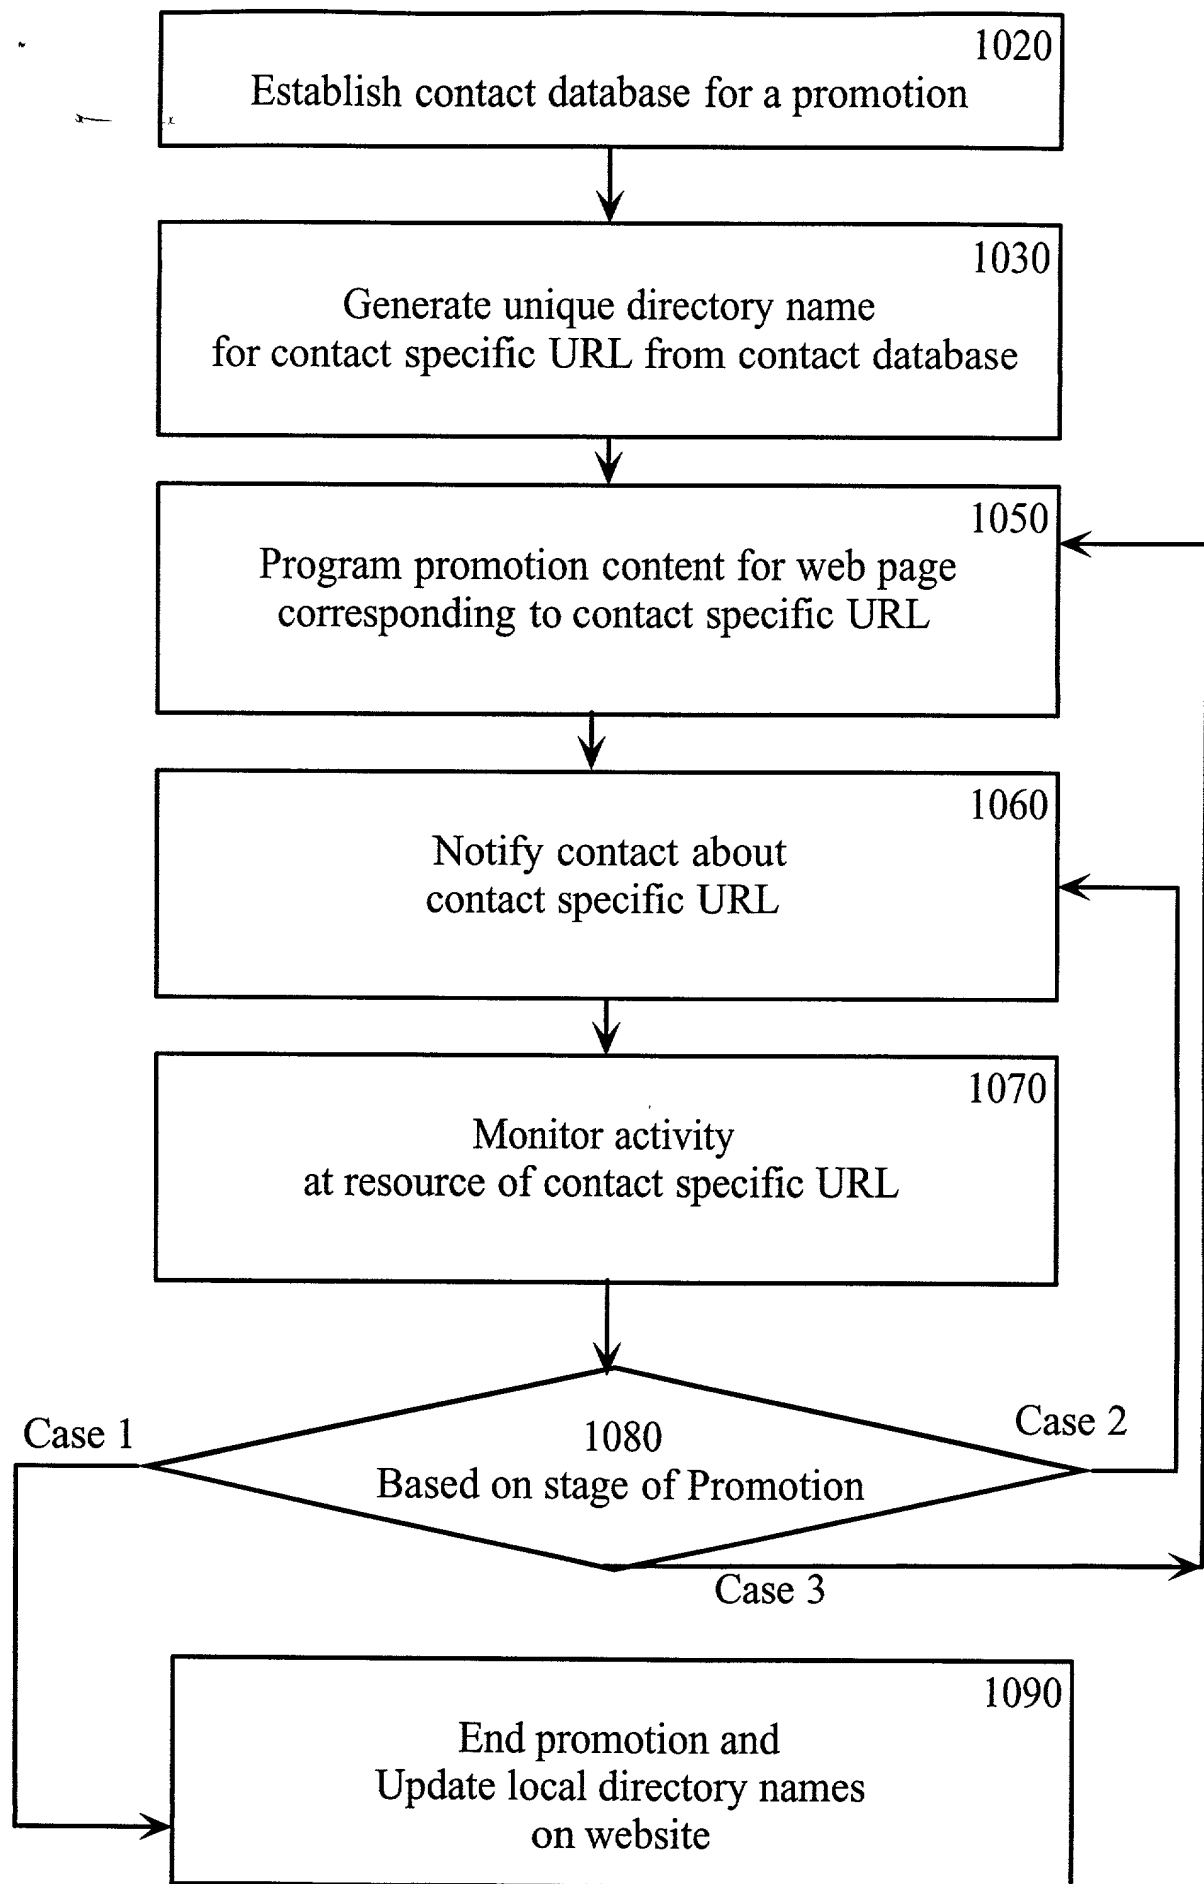 1020
Establish contact database for a promotion
1030
Generate unique directory name
for contact specific URL from contact database
1050
Program promotion content for web page
corresponding to contact specific URL
1060
Notify contact about
contact specific URL
1070
Monitor activity
at resource of contact specific URL
Case 1
1080
Case 2
Based on stage of Promotion
Case 3
1090
End promotion and
Update local directory names
on website